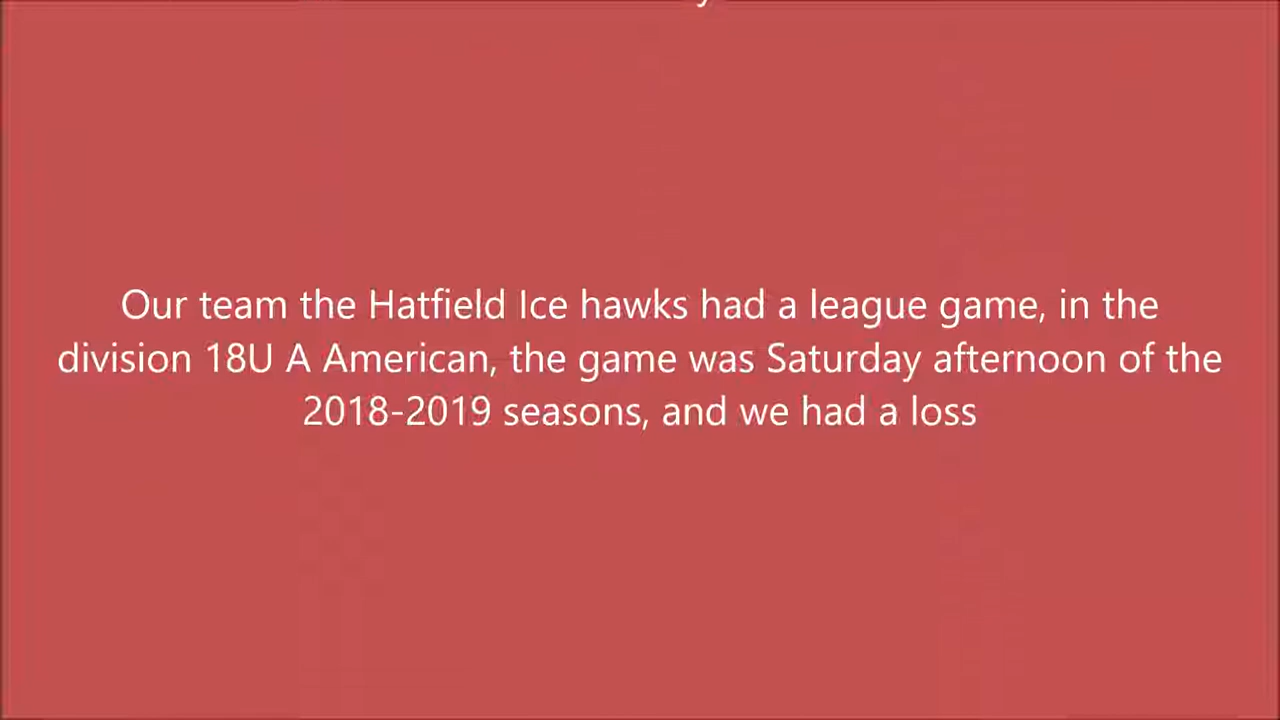 Our team the Hatfield Ice hawks had a league game, in the
division 18U A American, the game was Saturday afternoon of the
2018-2019 seasons, and we had a loss